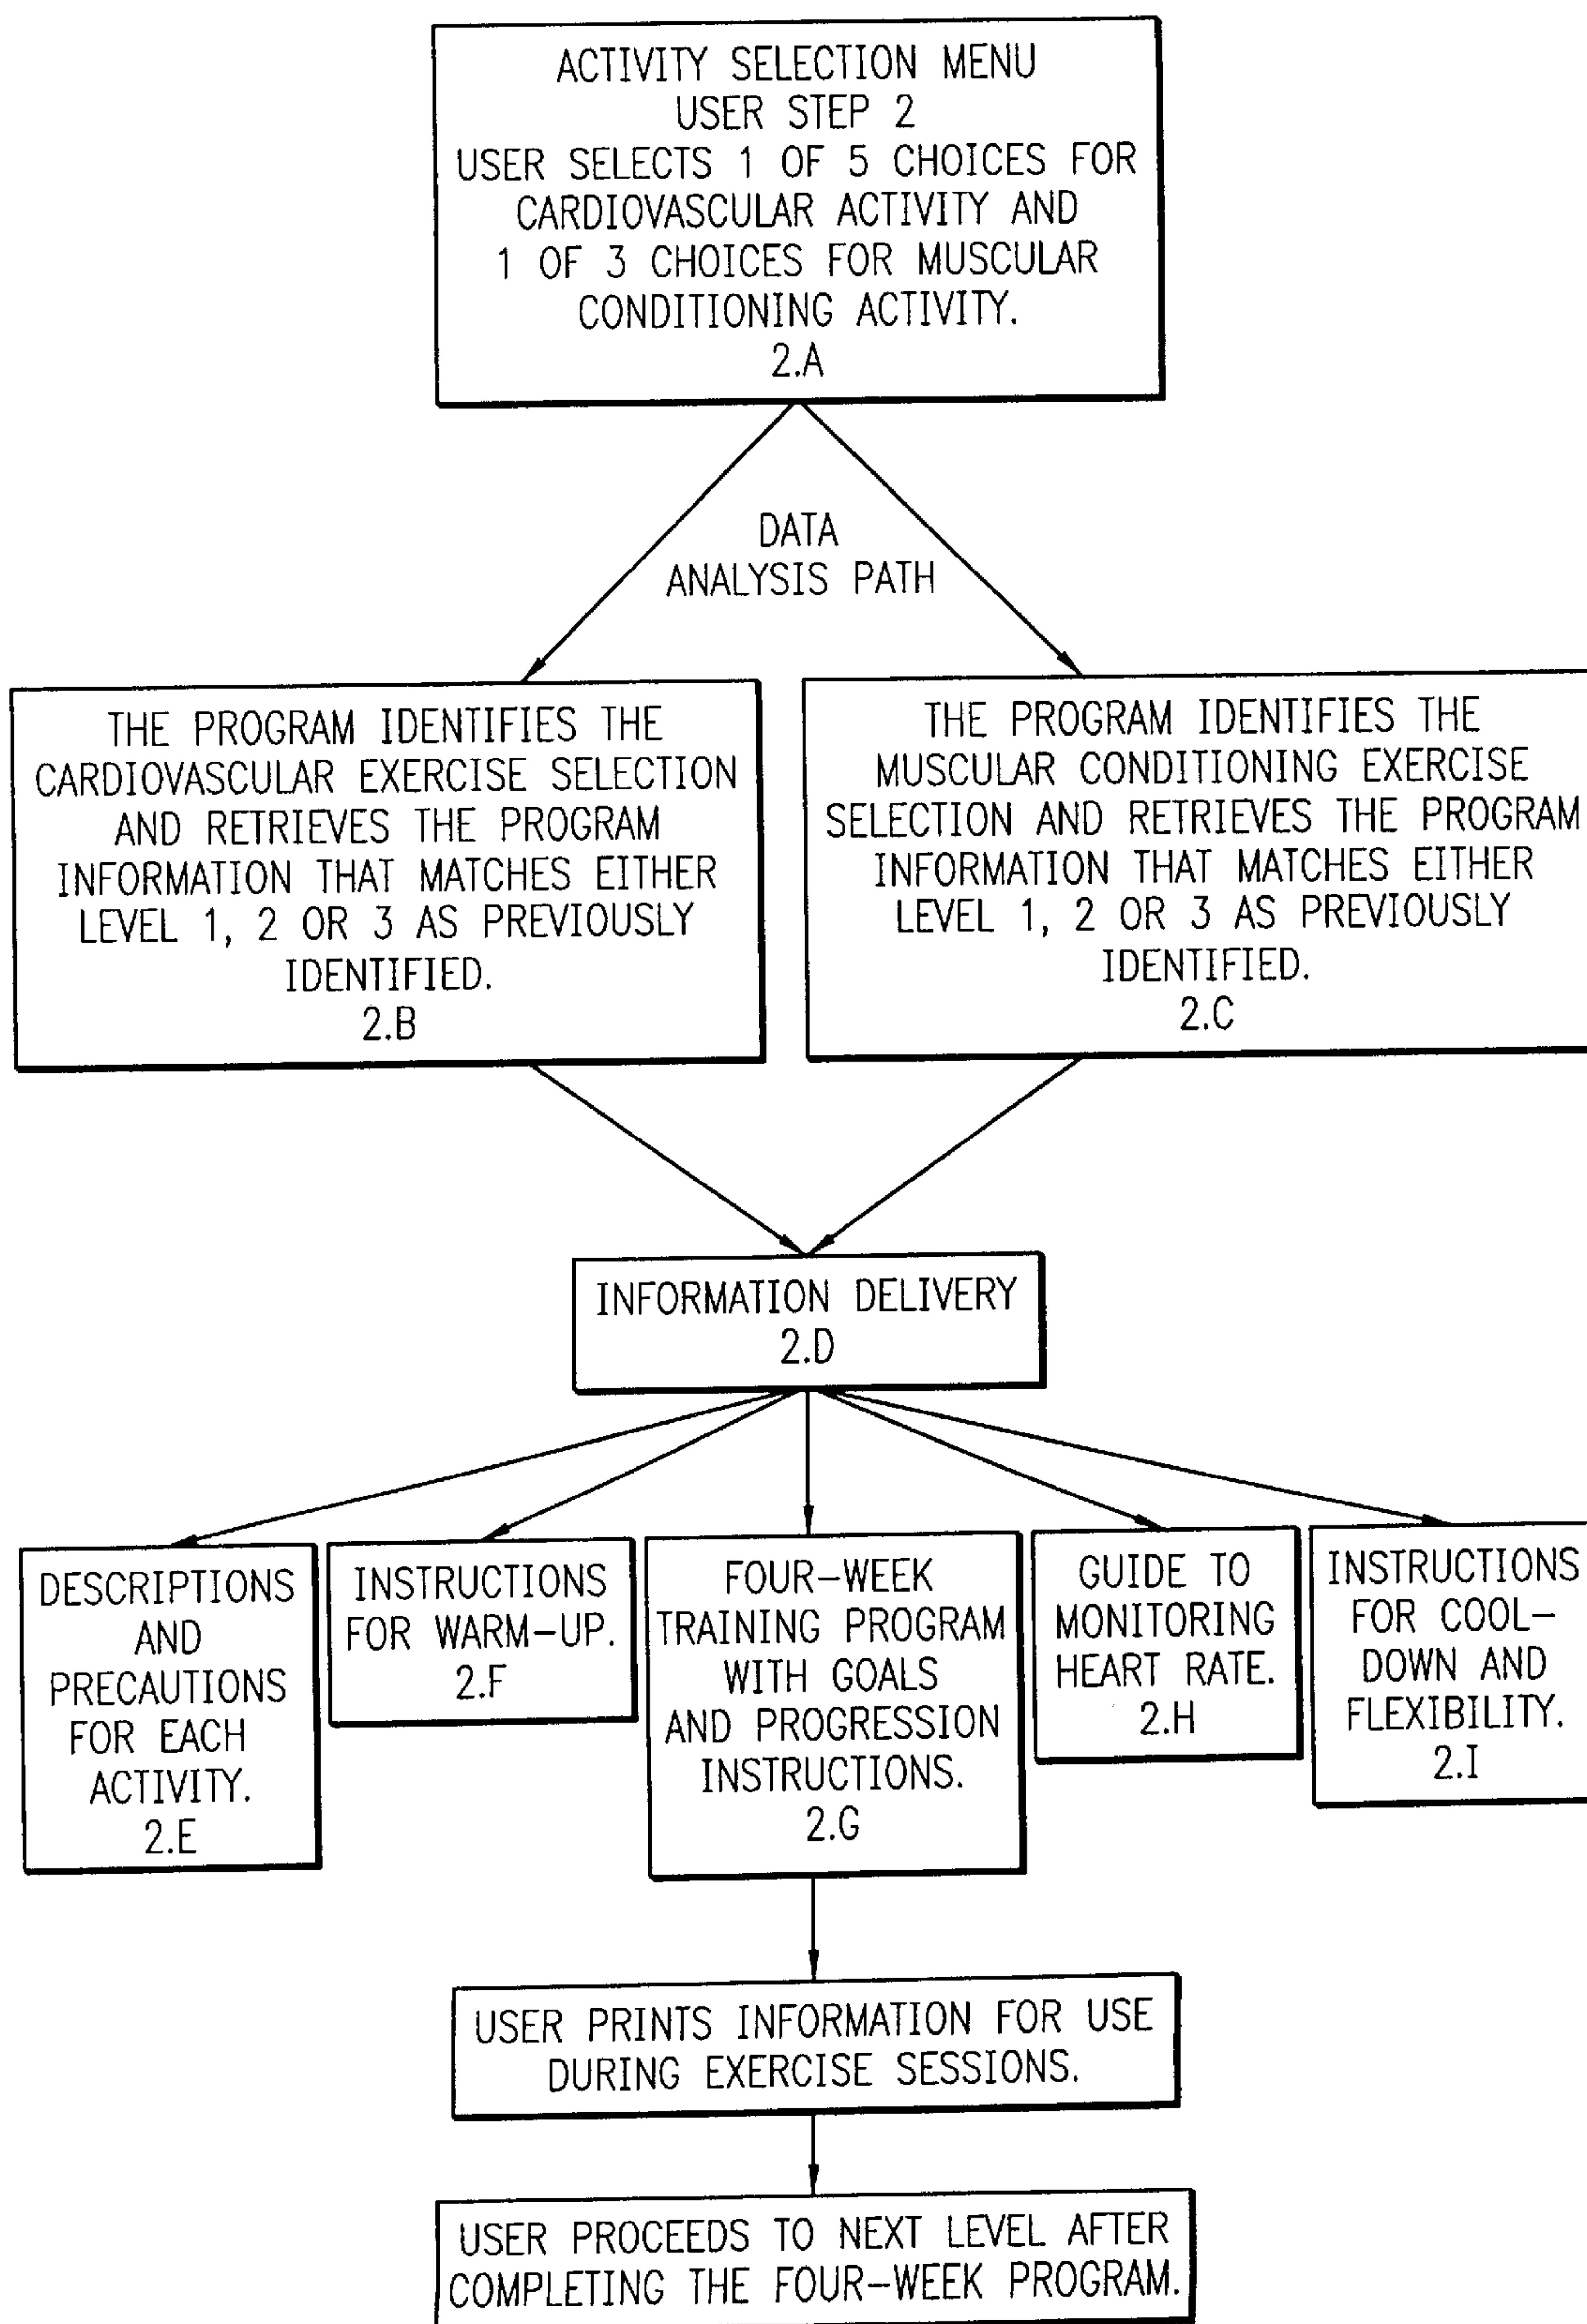 ACTIVITY SELECTION MENU
USER STEP 2
USER SELECTS 1 OF 5 CHOICES FOR
CARDIOVASCULAR ACTIVITY AND
1 OF 3 CHOICES FOR MUSCULAR
CONDITIONING ACTIVITY.
2.A
DATA
ANALYSIS PATH
THE PROGRAM IDENTIFIES THE
CARDIOVASCULAR EXERCISE SELECTION
AND RETRIEVES THE PROGRAM
INFORMATION THAT MATCHES EITHER
LEVEL 1, 2 OR 3 AS PREVIOUSLY
IDENTIFIED.
2.B
THE PROGRAM IDENTIFIES THE
MUSCULAR CONDITIONING EXERCISE
SELECTION AND RETRIEVES THE PROGRAM
INFORMATION THAT MATCHES EITHER
LEVEL 1, 2 OR 3 AS PREVIOUSLY
IDENTIFIED.
2.C
INFORMATION DELIVERY
2.D
DESCRIPTIONS
AND
PRECAUTIONS
FOR EACH
ACTIVITY.
2.E
INSTRUCTIONS
FOR WARM-UP.
2.F
FOUR-WEEK
TRAINING PROGRAM
WITH GOALS
AND PROGRESSION
INSTRUCTIONS.
2.G
GUIDE TO
MONITORING
HEART RATE.
2.H
INSTRUCTIONS
FOR COOL-
DOWN AND
FLEXIBILITY.
2.I
USER PRINTS INFORMATION FOR USE
DURING EXERCISE SESSIONS.
USER PROCEEDS TO NEXT LEVEL AFTER
COMPLETING THE FOUR-WEEK PROGRAM.